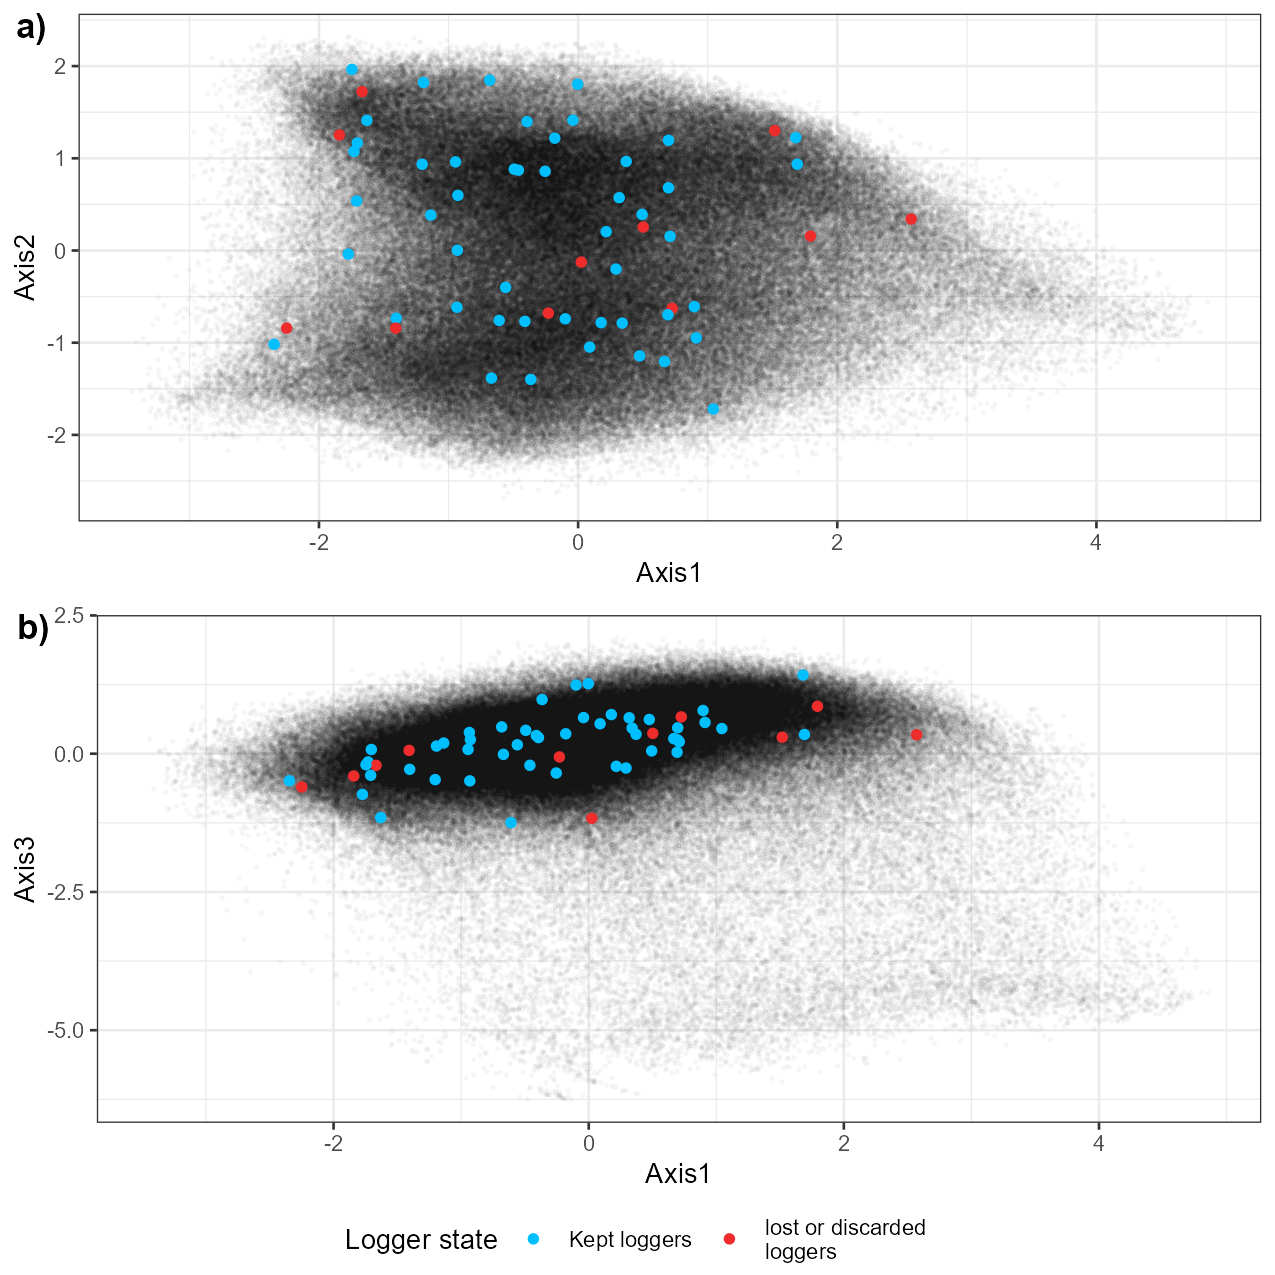 a)
2
1
0
-1
-2
Axis2
-2
0
2
4
Axis1
b)
2.5
0.0
-2.5
-5.0
Axis3
-2
0
2
4
Axis1
Logger state
Kept loggers
lost or discarded
loggers